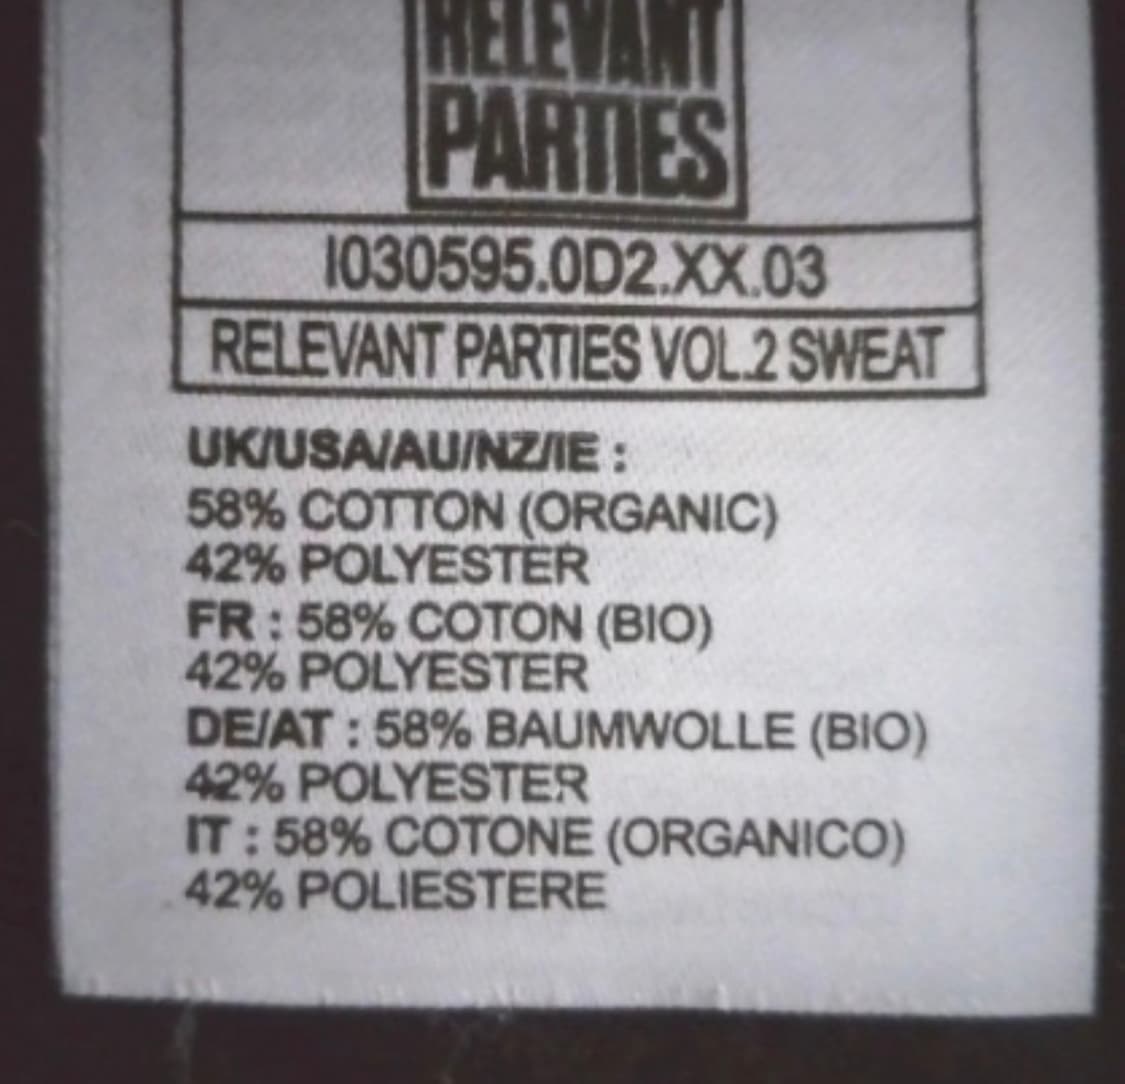 RELEVANT
PARTIES
I030595.0D2.XX.03
RELEVANT PARTIES VOL.2 SWEAT
UK/USA/AU/NZ/IE :
58% COTTON (ORGANIC)
42% POLYESTER
FR : 58% COTON (BIO)
42% POLYESTER
DE/AT : 58% BAUMWOLLE (BIO)
42% POLYESTER
IT : 58% COTONE (ORGANICO)
42% POLIESTERE